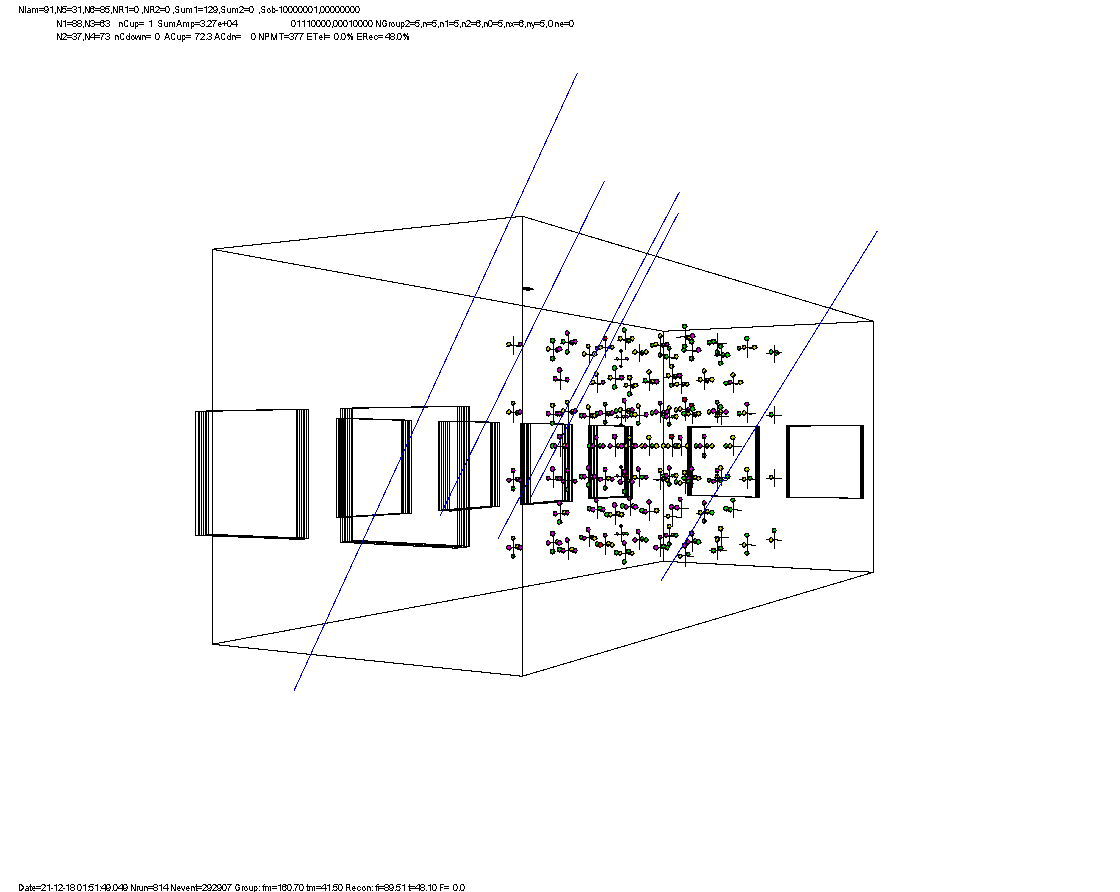 Nlam=91,N5=31,N6=85,NR1=0 ,NR2=0 ,Sum1=129,Sum2=0 ,Sob-10000001,00000000
N1=88,N3=63 nCup= 1 SumAmp=3.27e+04 01110000,00010000 NGroup2=5,n=5,n1=5,n2=6,n0=5,nx=6,ny=5,One=0
N2=37,N4=73 nCdown= 0 ACup= 72.3 ACdn= 0 NPMT=377 ETel= 0.0% ERec= 48.0%
Date=21-12-18 01:51:49.049 Nrun=814 Nevent=292907 Group: fm=160.70 tm=41.50 Recon: fi=89.51 t=48.10 F= 0.0